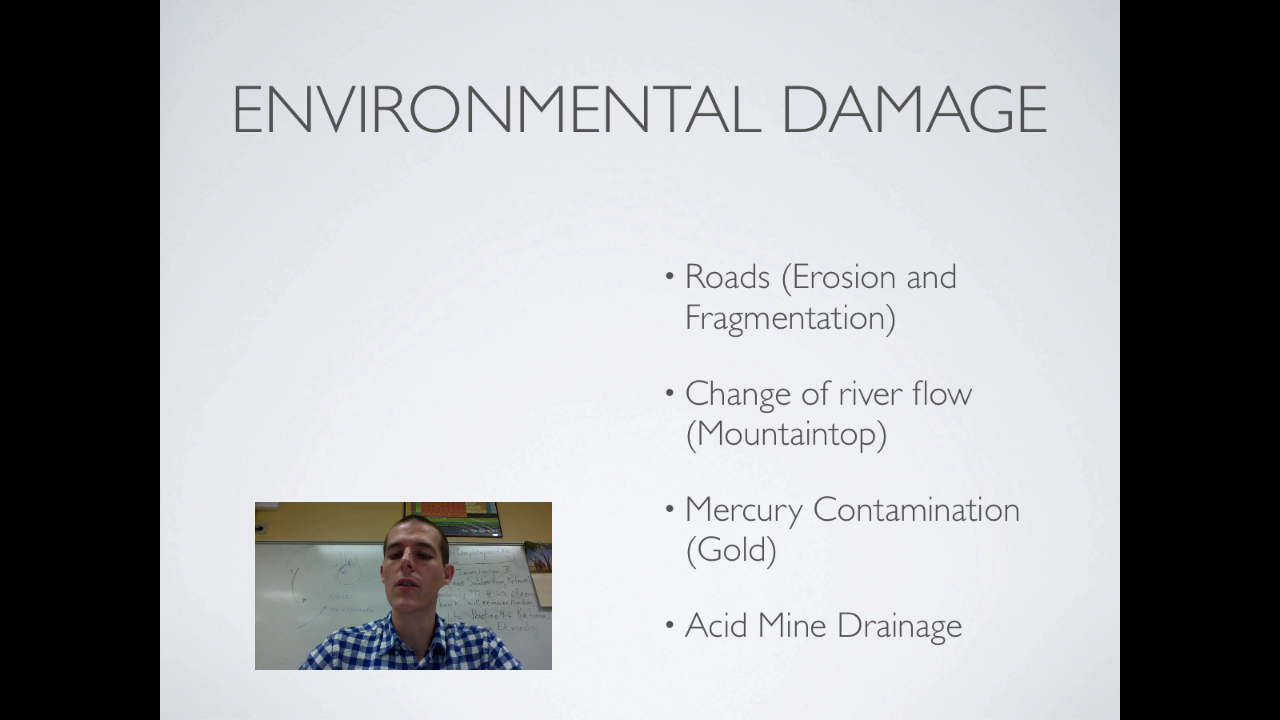 ENVIRONMENTAL DAMAGE
• Roads (Erosion and
Fragmentation)
• Change of river flow
(Mountaintop)
• Mercury Contamination
(Gold)
• Acid Mine Drainage